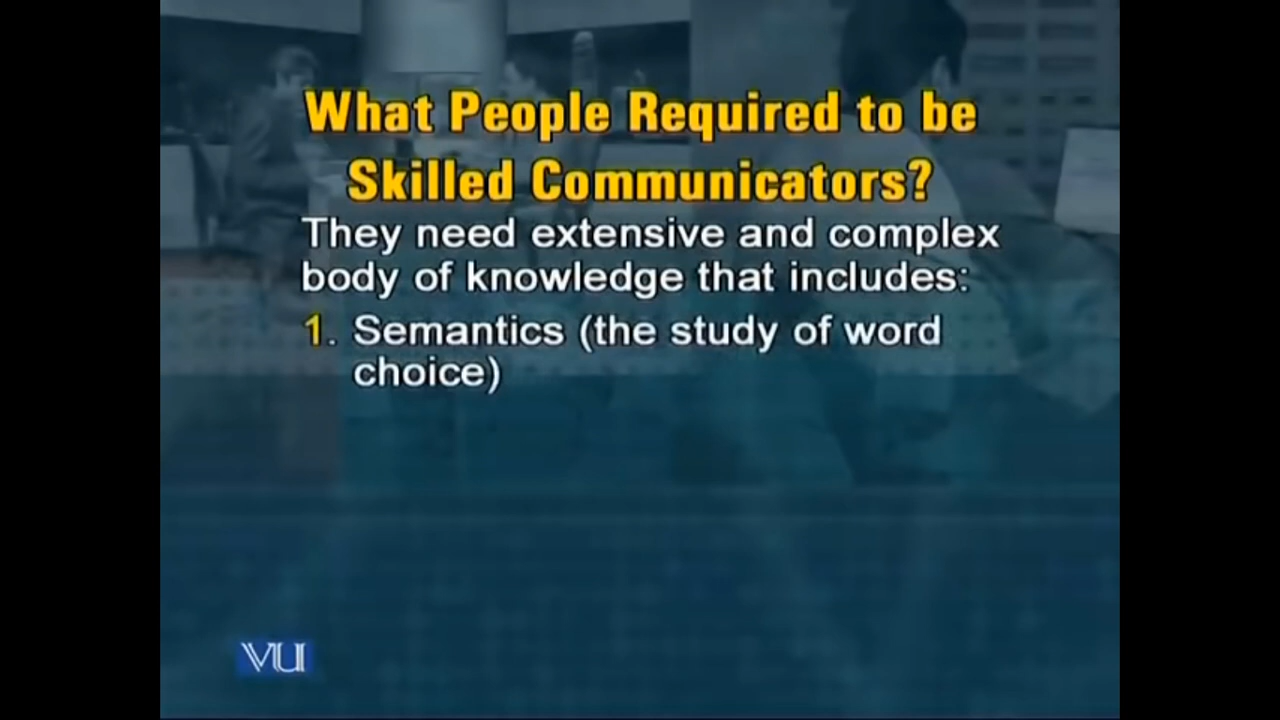 What People Required to be
Skilled Communicators?
They need extensive and complex
body of knowledge that includes:
1. Semantics (the study of word
choice)
VU